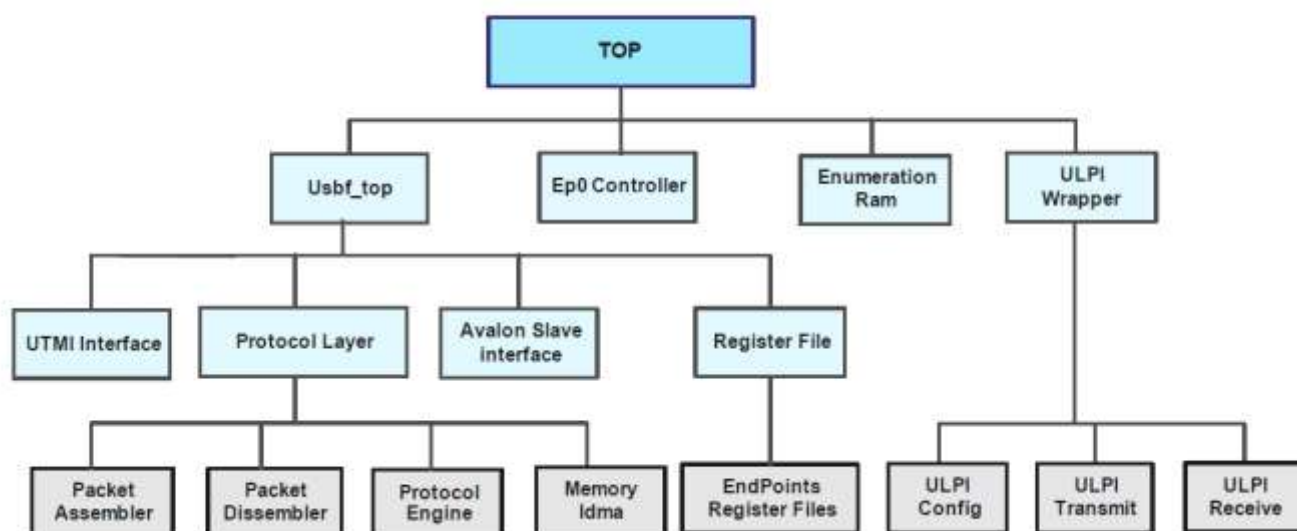 TOP
Usbf_top
Ep0 Controller
Enumeration
Ram
ULPI
Wrapper
UTMI Interface
Protocol Layer
Avalon Slave
interface
Register File
Packet
Assembler
Packet
Dissembler
Protocol
Engine
Memory
Idma
EndPoints
Register Files
ULPI
Config
ULPI
Transmit
ULPI
Receive